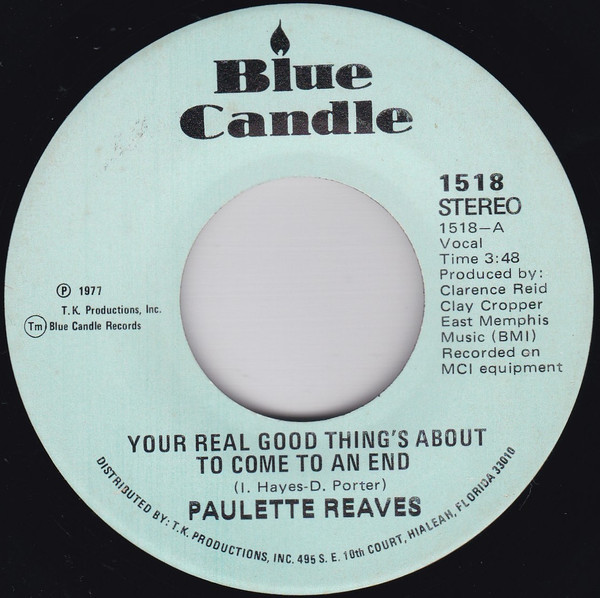 Blue
Candle
1518
STEREO
1518-A
Vocal
Time 3:48
Produced by:
Clarence Reid
Clay Cropper
East Memphis
Music (BMI)
Recorded on
MCI equipment
℗ 1977
T.K. Productions, Inc.
Tm Blue Candle Records
YOUR REAL GOOD THING'S ABOUT
TO COME TO AN END
(I. Hayes-D. Porter)
PAULETTE REAVES
DISTRIBUTED BY: T.K. PRODUCTIONS, INC. 495 S. E. 10th COURT, HIALEAH, FLORIDA 33010